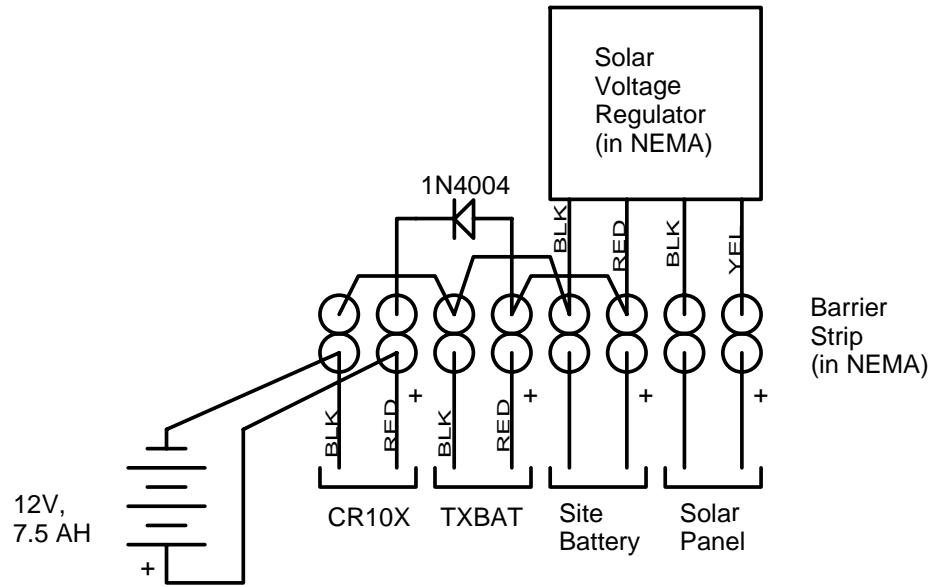 Solar
Voltage
Regulator
(in NEMA)
1N4004
BLK
RED
BLK
YEL
Barrier
Strip
(in NEMA)
+
+
+
+
BLK
RED
BLK
RED
12V,
7.5 AH
+
CR10X
TXBAT
Site
Battery
Solar
Panel